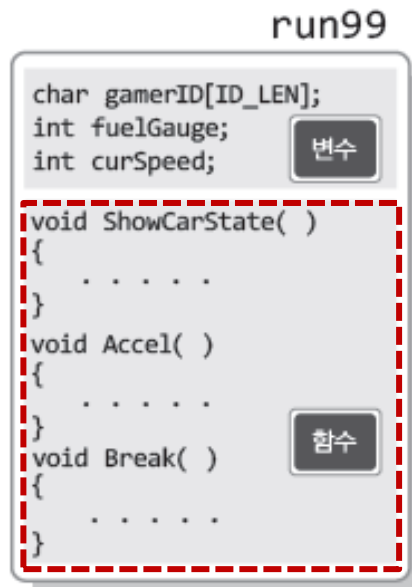 run99
char gamerID[ID_LEN];
int fuelGauge;
int curSpeed;
변수
void ShowCarState( )
{
. . . . .
}
void Accel( )
{
. . . . .
}
함수
void Break( )
{
. . . . .
}